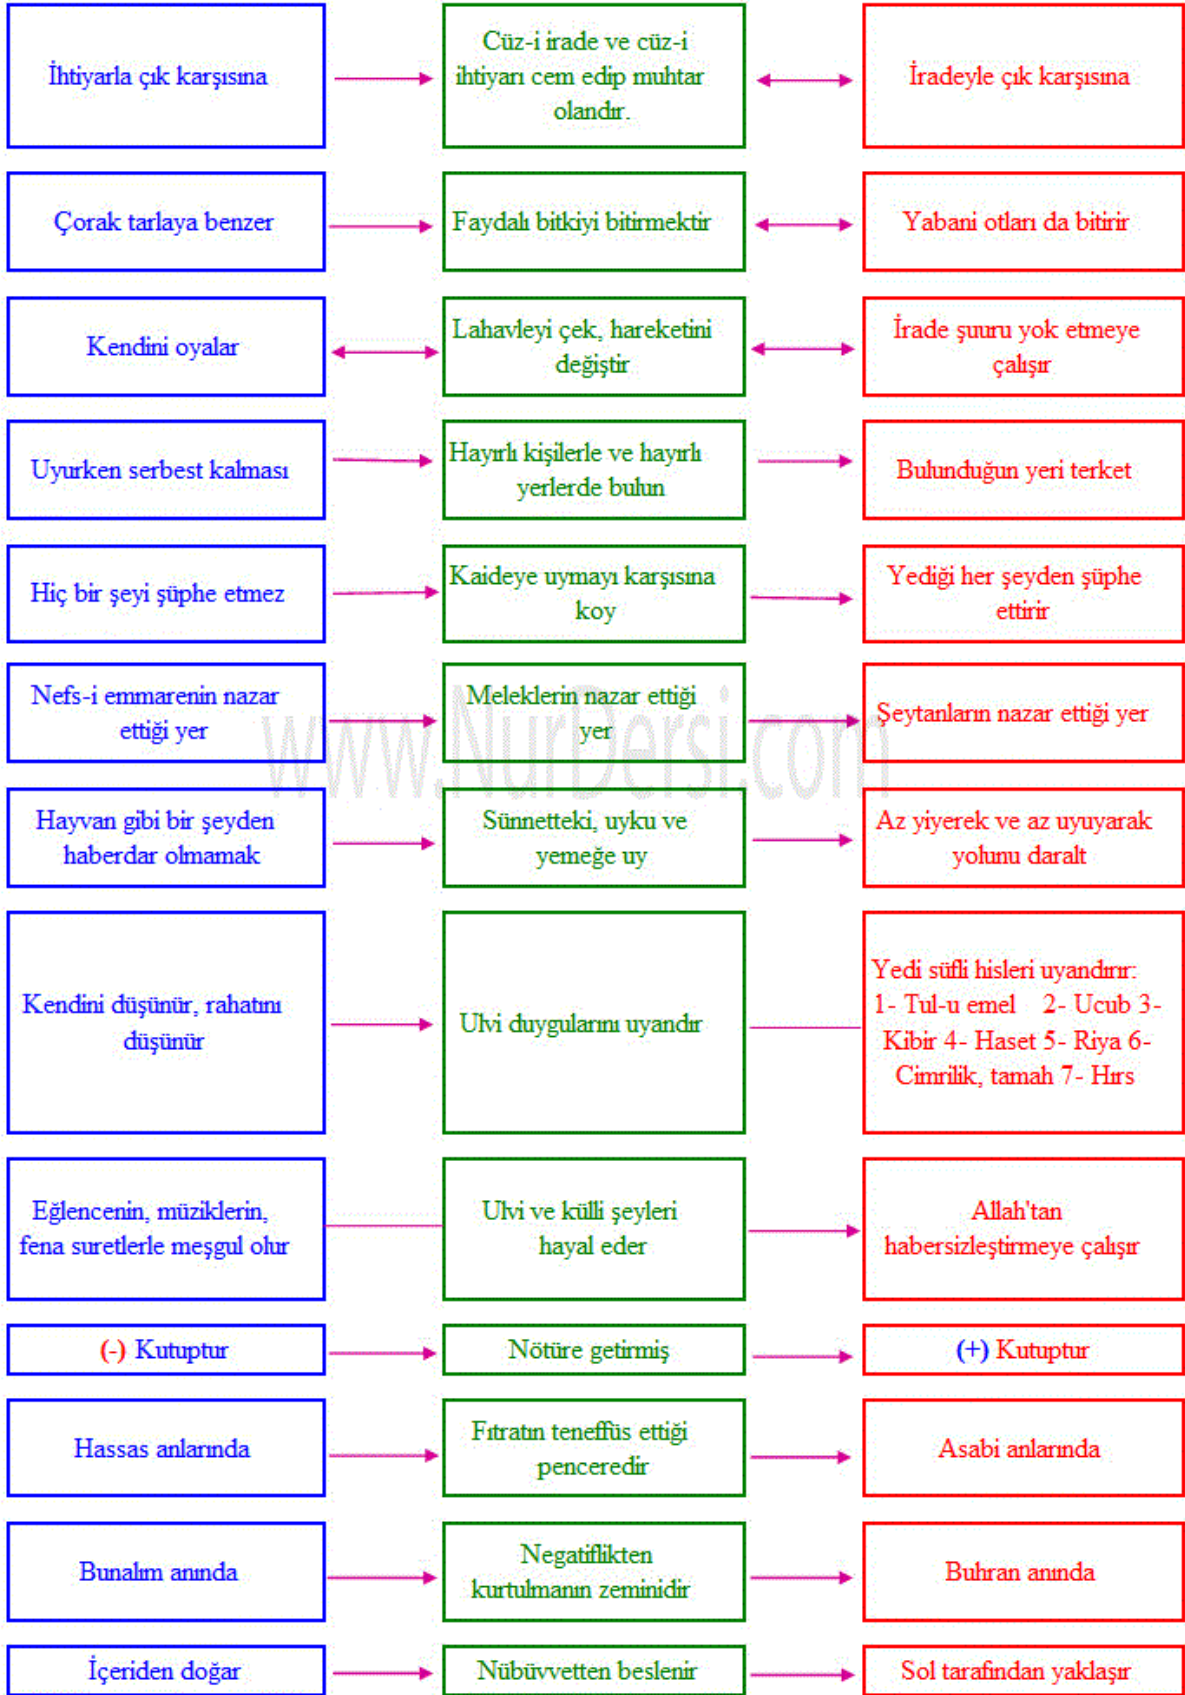 İhtiyarla çık karşısına
Cüz-i irade ve cüz-i
ihtiyarı cem edip muhtar
olandır.
İradeyle çık karşısına
Çorak tarlaya benzer
Faydalı bitkiyi bitirmektir
Yabani otları da bitirir
Kendini oyalar
Lahavleyi çek, hareketini
değiştir
İrade şuuru yok etmeye
çalışır
Uyurken serbest kalması
Hayırlı kişilerle ve hayırlı
yerlerde bulun
Bulunduğun yeri terket
Hiç bir şeyi şüphe etmez
Kaideye uymayı karşısına
koy
Yediği her şeyden şüphe
ettirir
Nefs-i emmarenin nazar
ettiği yer
Meleklerin nazar ettiği
yer
Şeytanların nazar ettiği yer
www.NurDersi.com
Hayvan gibi bir şeyden
haberdar olmamak
Sünnetteki, uyku ve
yemeğe uy
Az yiyerek ve az uyuyarak
yolunu daralt
Kendini düşünür, rahatını
düşünür
Ulvi duygularını uyandır
Yedi süfli hisleri uyandırır:
1- Tul-u emel 2- Ucub 3-
Kibir 4- Haset 5- Riya 6-
Cimrilik, tamah 7- Hırs
Eğlencenin, müziklerin,
fena suretlerle meşgul olur
Ulvi ve külli şeyleri
hayal eder
Allah'tan
habersizleştirmeye çalışır
(-) Kutuptur
Nötüre getirmiş
(+) Kutuptur
Hassas anlarında
Fıtratın teneffüs ettiği
penceredir
Asabi anlarında
Bunalım anında
Negatiflikten
kurtulmanın zeminidir
Buhran anında
İçeriden doğar
Nübüvvetten beslenir
Sol tarafından yaklaşır